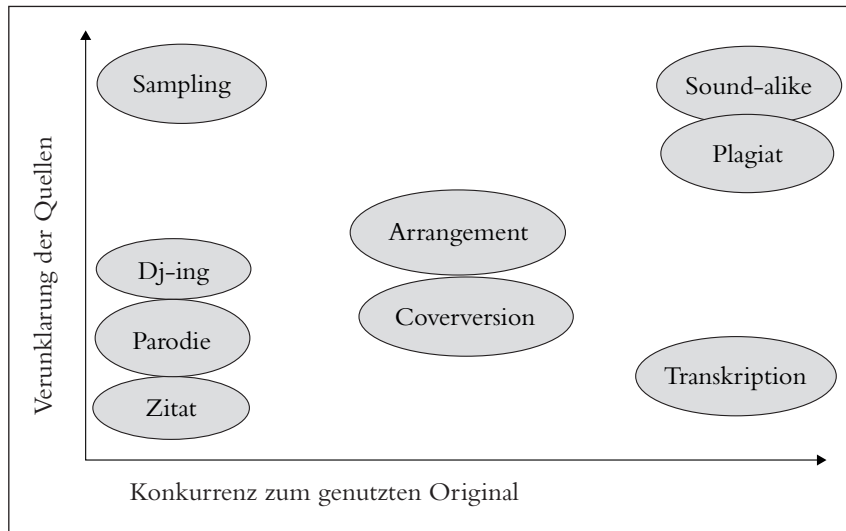 Verunklarung der Quellen
Sampling
Sound-alike
Plagiat
Arrangement
Dj-ing
Coverversion
Parodie
Transkription
Zitat
Konkurrenz zum genutzten Original